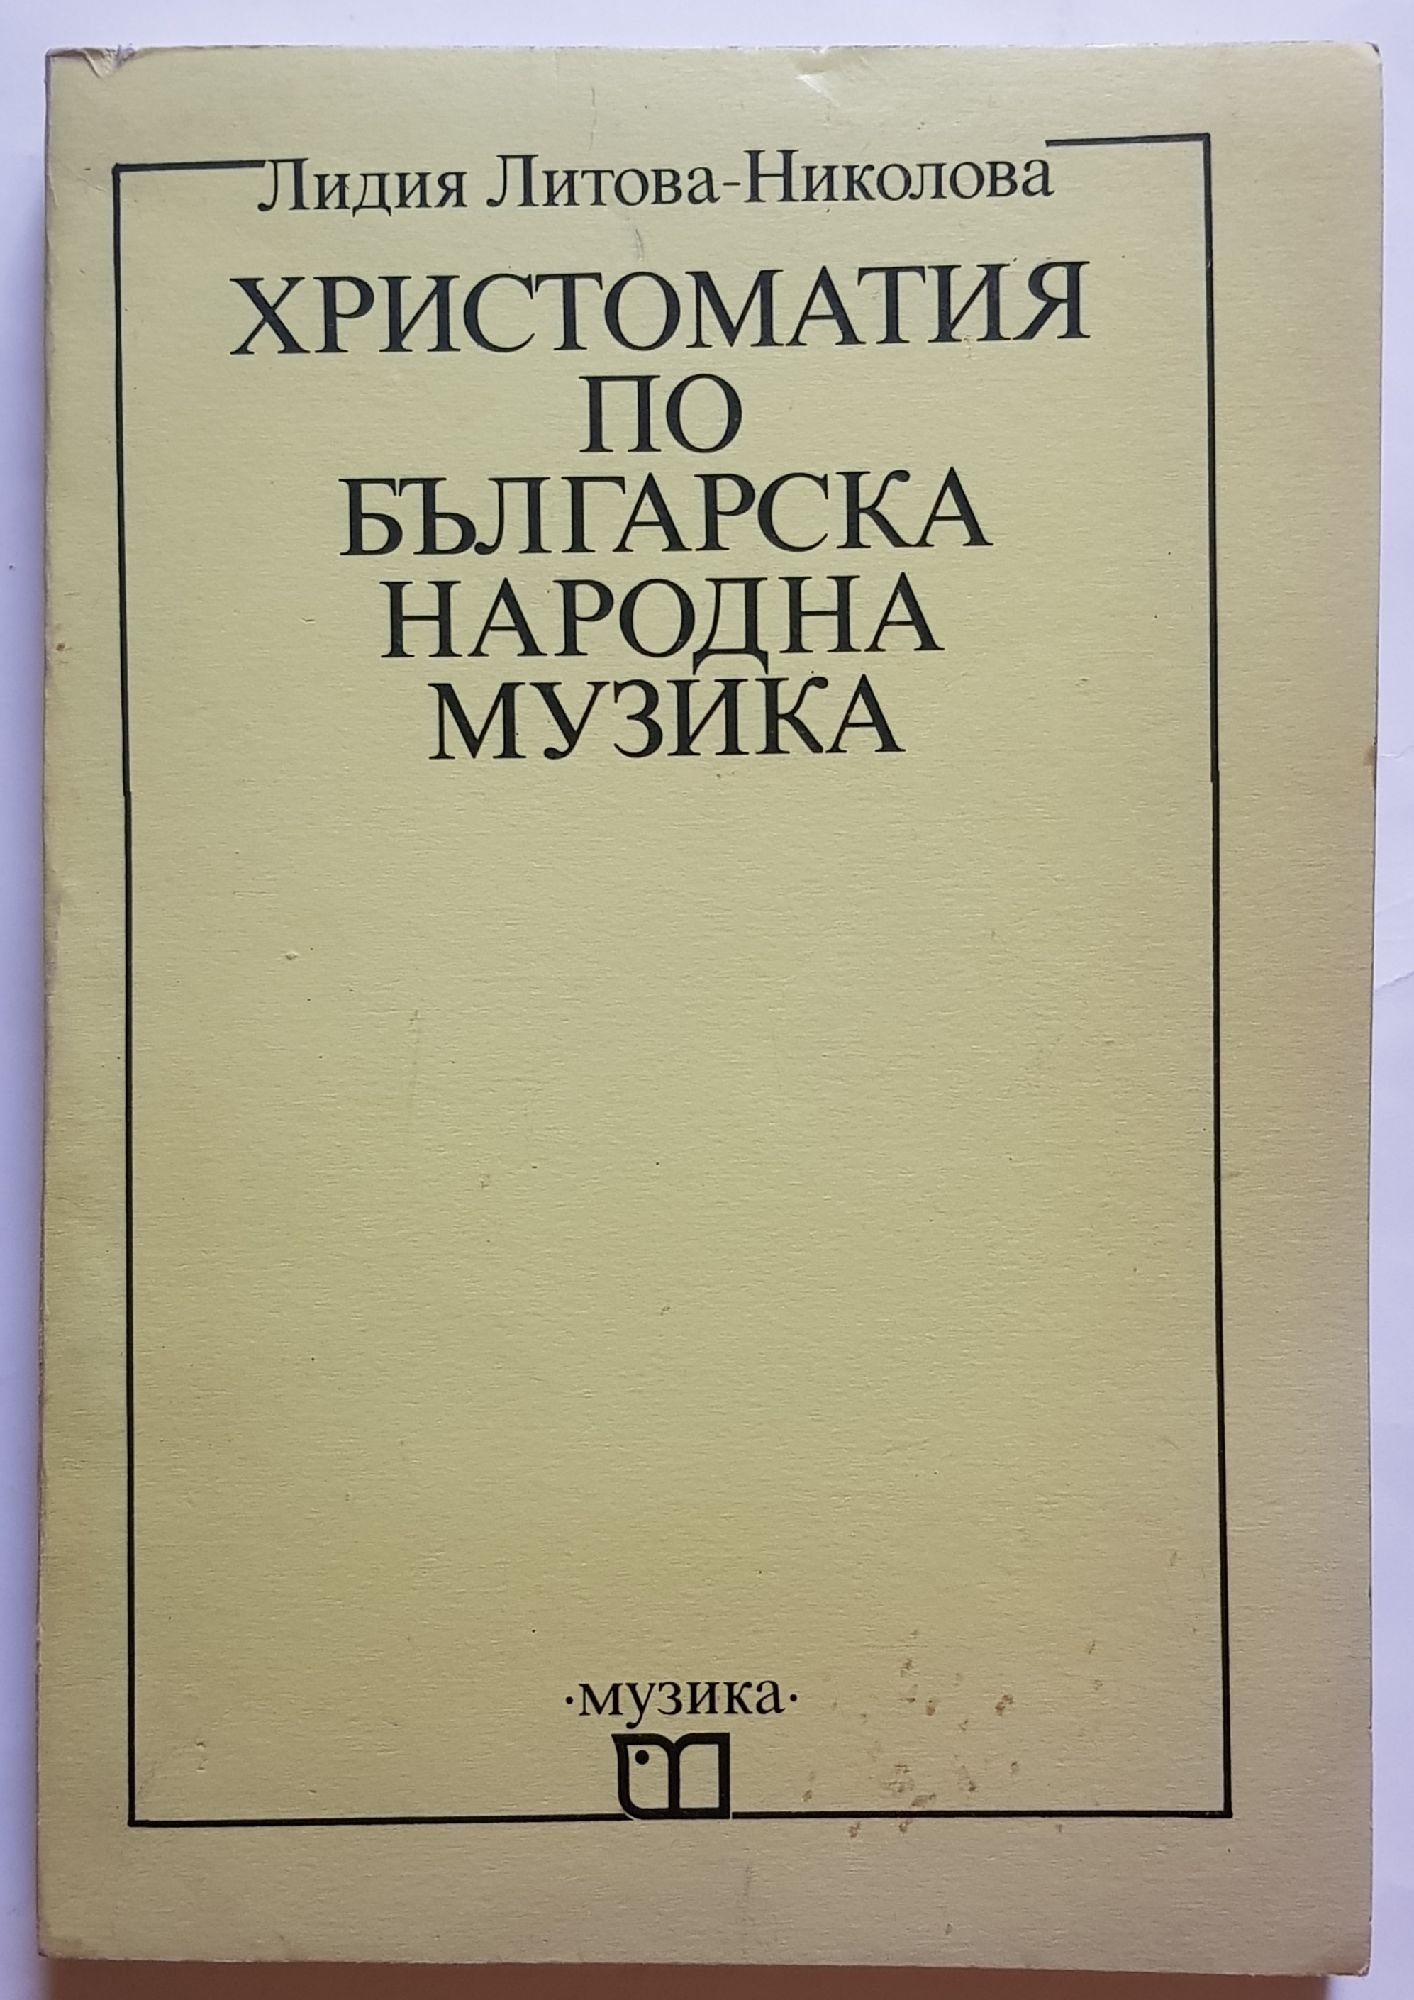 Лидия Литова-Николова
ХРИСТОМАТИЯ
ПО
БЪЛГАРСКА
НАРОДНА
МУЗИКА
·музика·